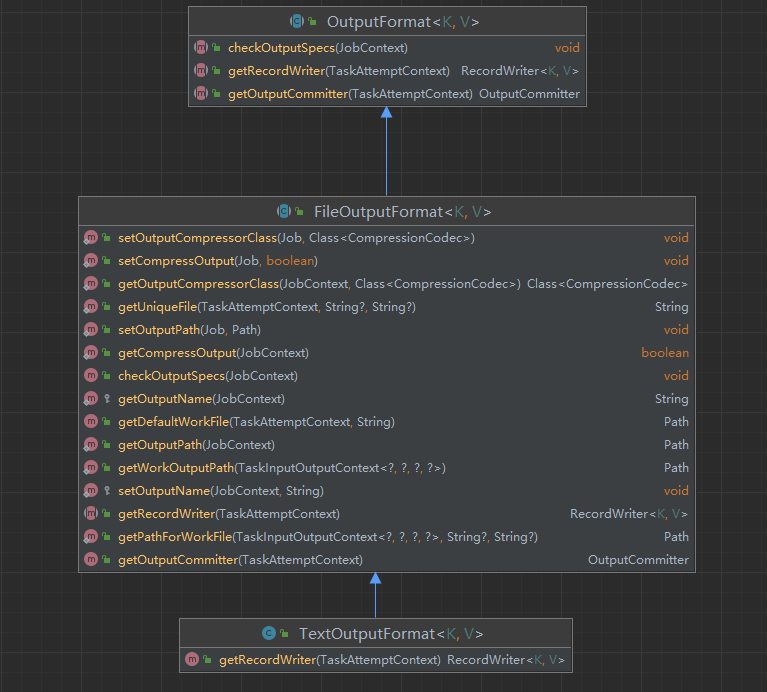 OutputFormat<K, V>
checkOutputSpecs(JobContext) void
getRecordWriter(TaskAttemptContext) RecordWriter<K, V>
getOutputCommitter(TaskAttemptContext) OutputCommitter
FileOutputFormat<K, V>
setOutputCompressorClass(Job, Class<CompressionCodec>) void
setCompressOutput(Job, boolean) void
getOutputCompressorClass(JobContext, Class<CompressionCodec>) Class<CompressionCodec>
getUniqueFile(TaskAttemptContext, String?, String?) String
setOutputPath(Job, Path) void
getCompressOutput(JobContext) boolean
checkOutputSpecs(JobContext) void
getOutputName(JobContext) String
getDefaultWorkFile(TaskAttemptContext, String) Path
getOutputPath(JobContext) Path
getWorkOutputPath(TaskInputOutputContext<?, ?, ?, ?>) Path
setOutputName(JobContext, String) void
getRecordWriter(TaskAttemptContext) RecordWriter<K, V>
getPathForWorkFile(TaskInputOutputContext<?, ?, ?, ?>, String?, String?) Path
getOutputCommitter(TaskAttemptContext) OutputCommitter
TextOutputFormat<K, V>
getRecordWriter(TaskAttemptContext) RecordWriter<K, V>